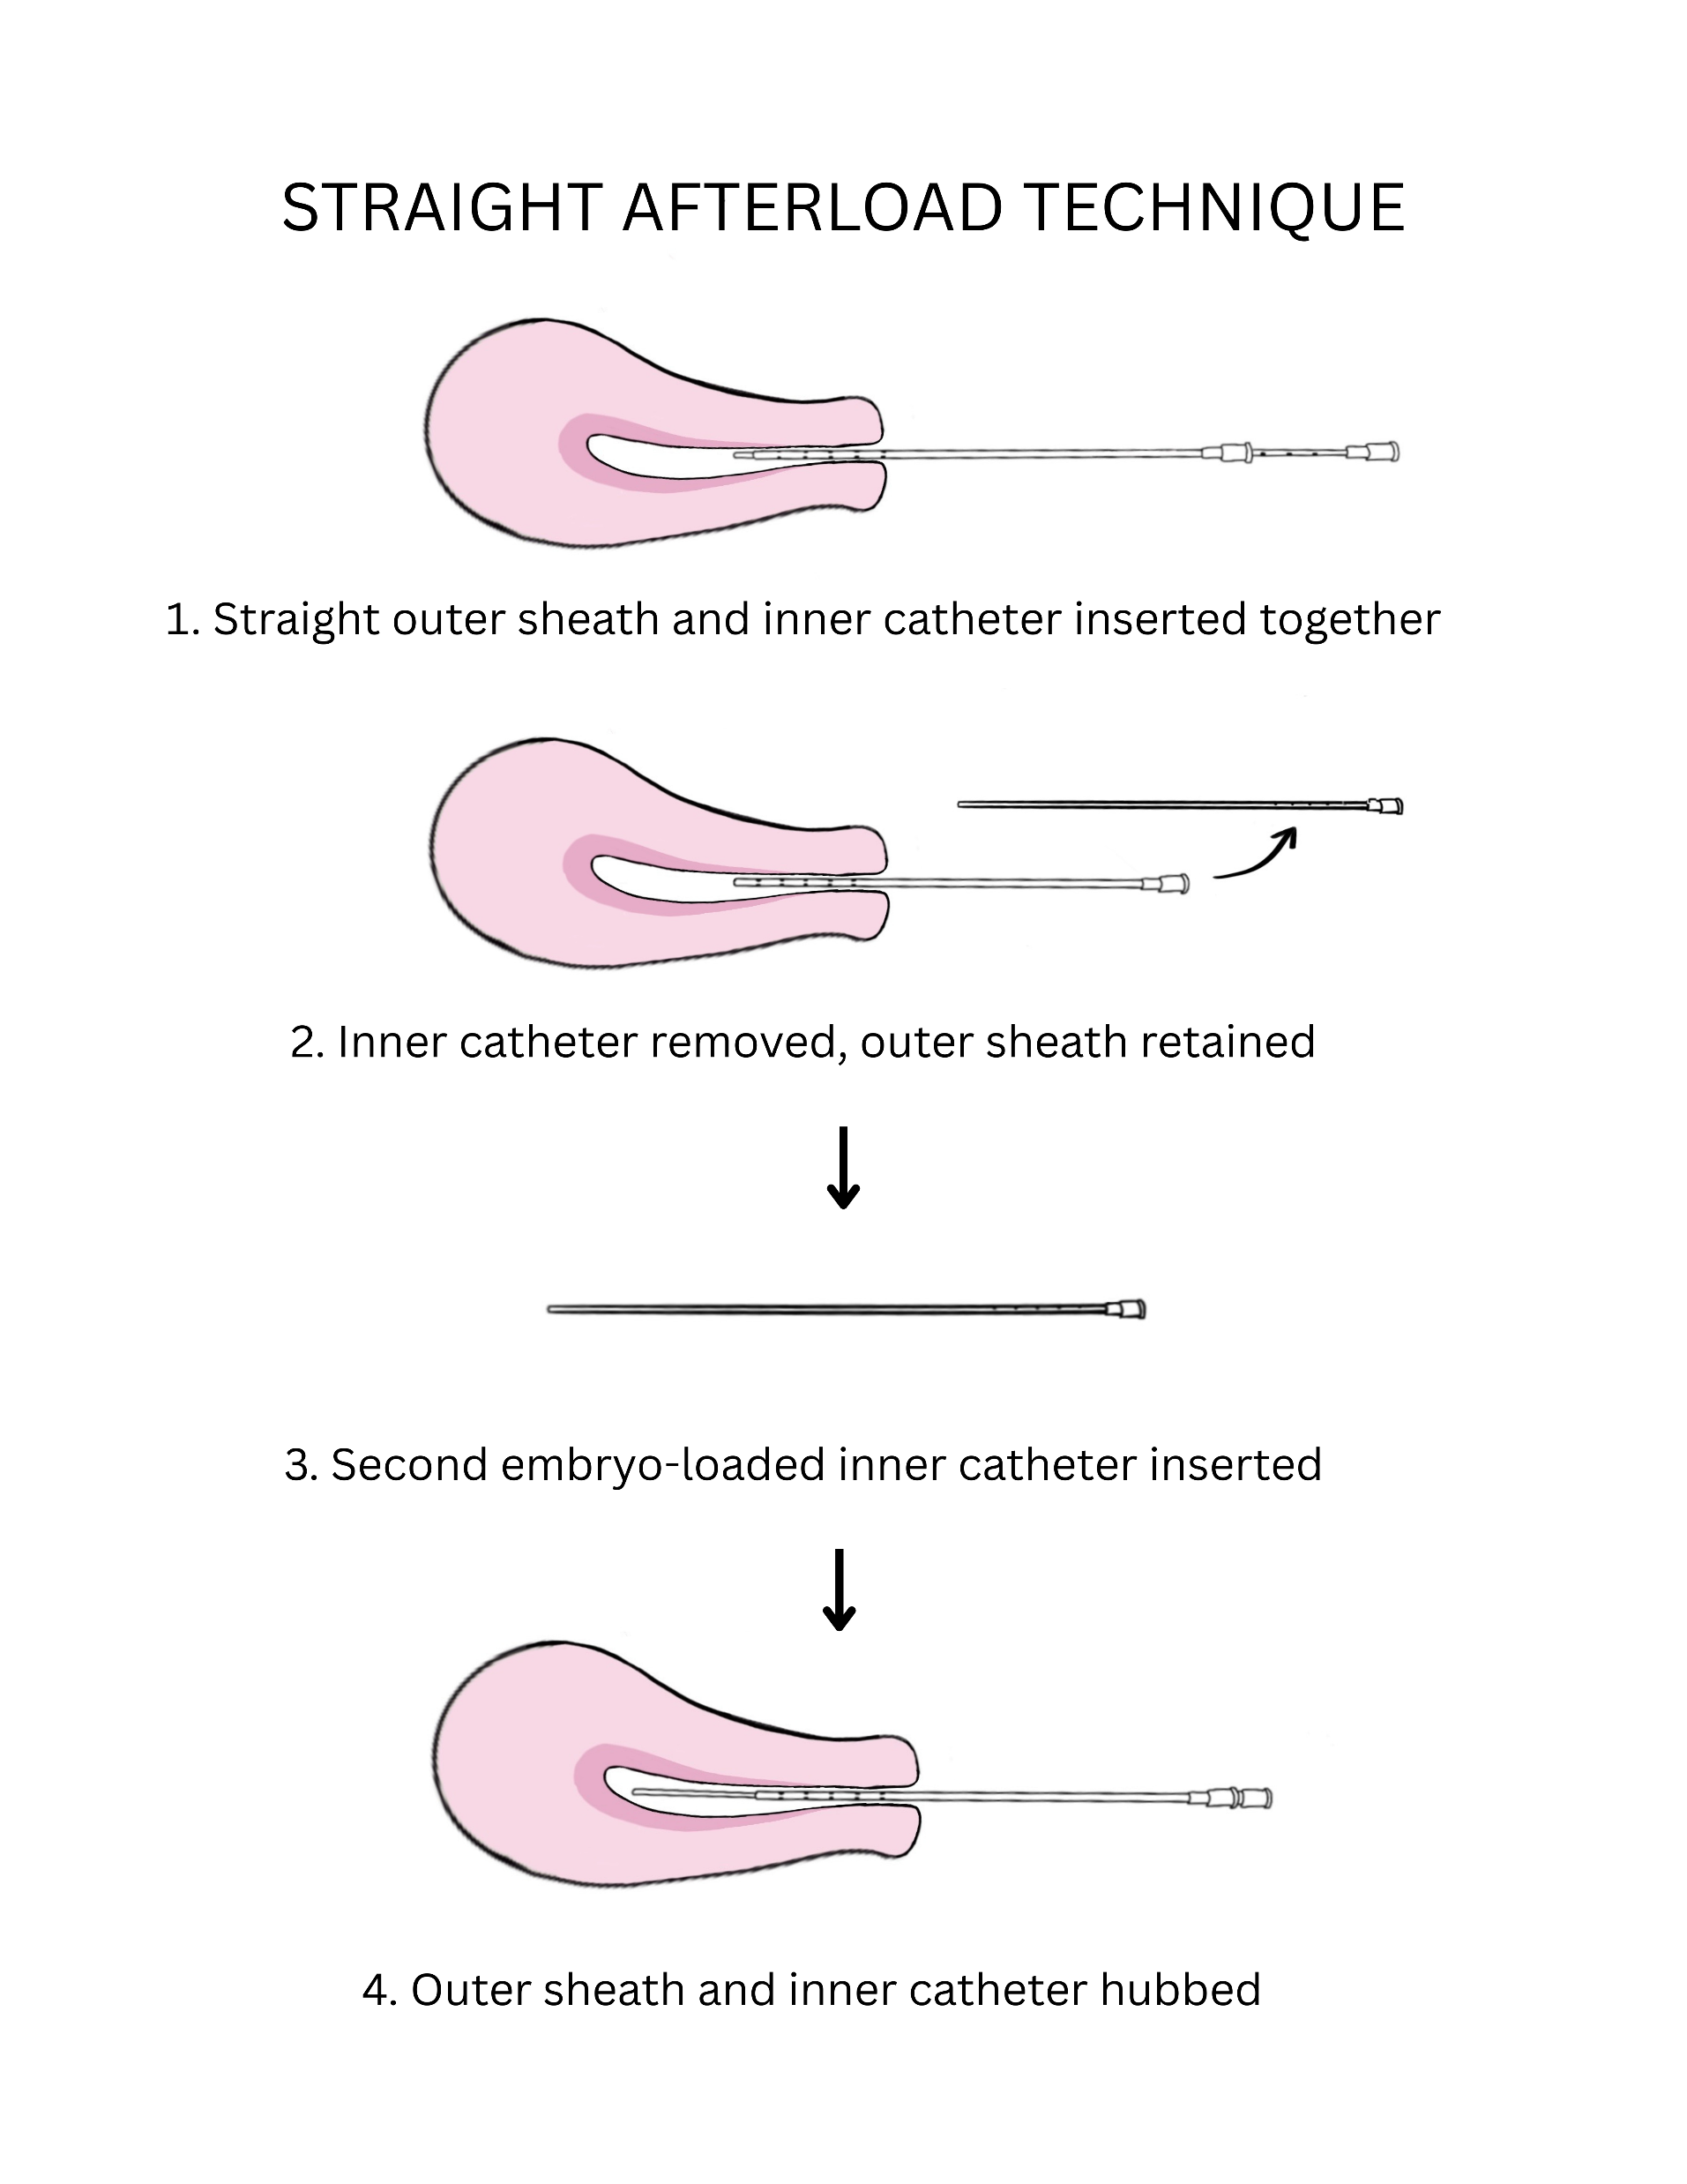 STRAIGHT AFTERLOAD TECHNIQUE
1. Straight outer sheath and inner catheter inserted together
2. Inner catheter removed, outer sheath retained
3. Second embryo-loaded inner catheter inserted
4. Outer sheath and inner catheter hubbed